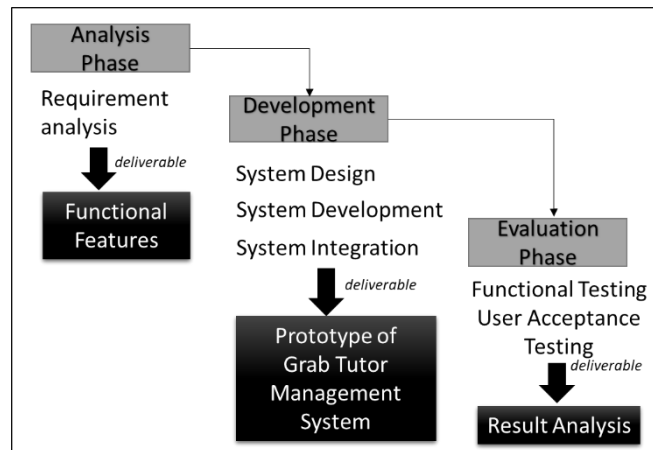 Analysis
Phase
Requirement
analysis
deliverable
Functional
Features
Development
Phase
System Design
System Development
System Integration
deliverable
Prototype of
Grab Tutor
Management
System
Evaluation
Phase
Functional Testing
User Acceptance
Testing
deliverable
Result Analysis